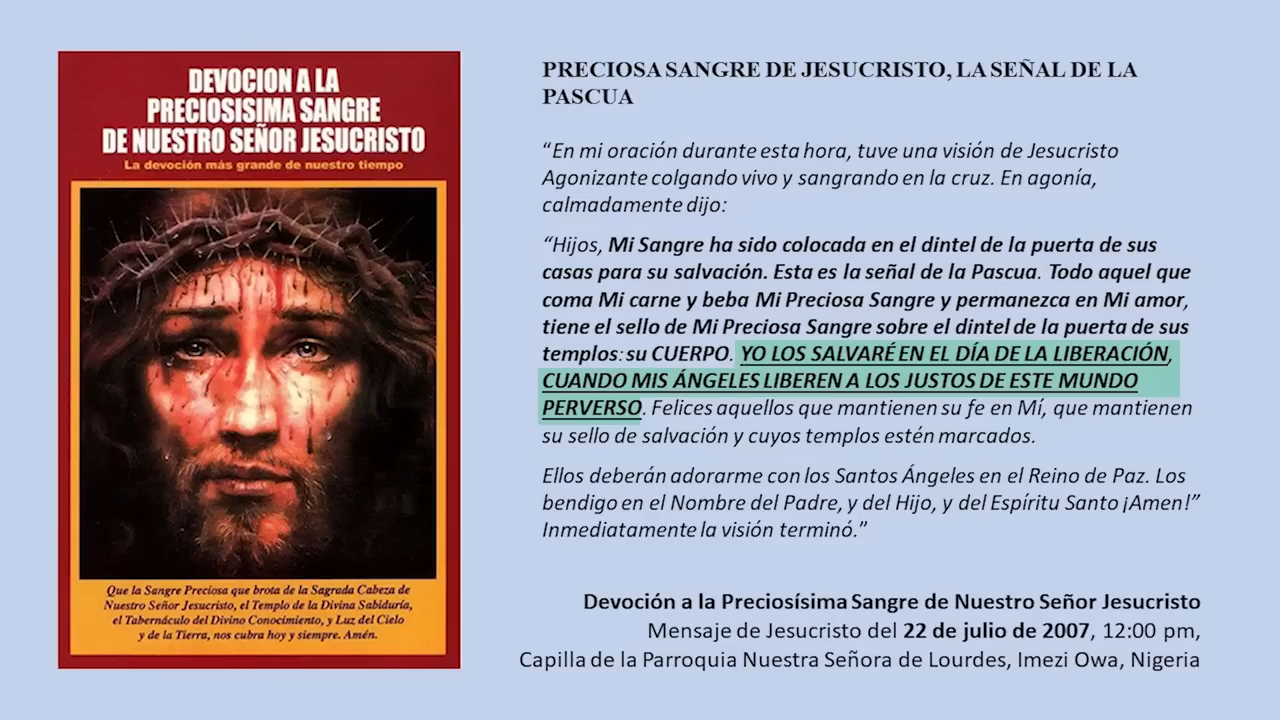 DEVOCION A LA
PRECIOSISIMA SANGRE
DE NUESTRO SEÑOR JESUCRISTO
La devoción más grande de nuestro tiempo
Que la Sangre Preciosa que brota de la Sagrada Cabeza de
Nuestro Señor Jesucristo, el Templo de la Divina Sabiduría,
el Tabernáculo del Divino Conocimiento, y Luz del Cielo
y de la Tierra, nos cubra hoy y siempre. Amén.
PRECIOSA SANGRE DE JESUCRISTO, LA SEÑAL DE LA
PASCUA
“En mi oración durante esta hora, tuve una visión de Jesucristo
Agonizante colgando vivo y sangrando en la cruz. En agonía,
calmadamente dijo:
“Hijos, Mi Sangre ha sido colocada en el dintel de la puerta de sus
casas para su salvación. Esta es la señal de la Pascua. Todo aquel que
coma Mi carne y beba Mi Preciosa Sangre y permanezca en Mi amor,
tiene el sello de Mi Preciosa Sangre sobre el dintel de la puerta de sus
templos: su CUERPO. YO LOS SALVARÉ EN EL DÍA DE LA LIBERACIÓN,
CUANDO MIS ÁNGELES LIBEREN A LOS JUSTOS DE ESTE MUNDO
PERVERSO. Felices aquellos que mantienen su fe en Mí, que mantienen
su sello de salvación y cuyos templos estén marcados.
Ellos deberán adorarme con los Santos Ángeles en el Reino de Paz. Los
bendigo en el Nombre del Padre, y del Hijo, y del Espíritu Santo ¡Amen!”
Inmediatamente la visión terminó.”
Devoción a la Preciosísima Sangre de Nuestro Señor Jesucristo
Mensaje de Jesucristo del 22 de julio de 2007, 12:00 pm,
Capilla de la Parroquia Nuestra Señora de Lourdes, Imezi Owa, Nigeria